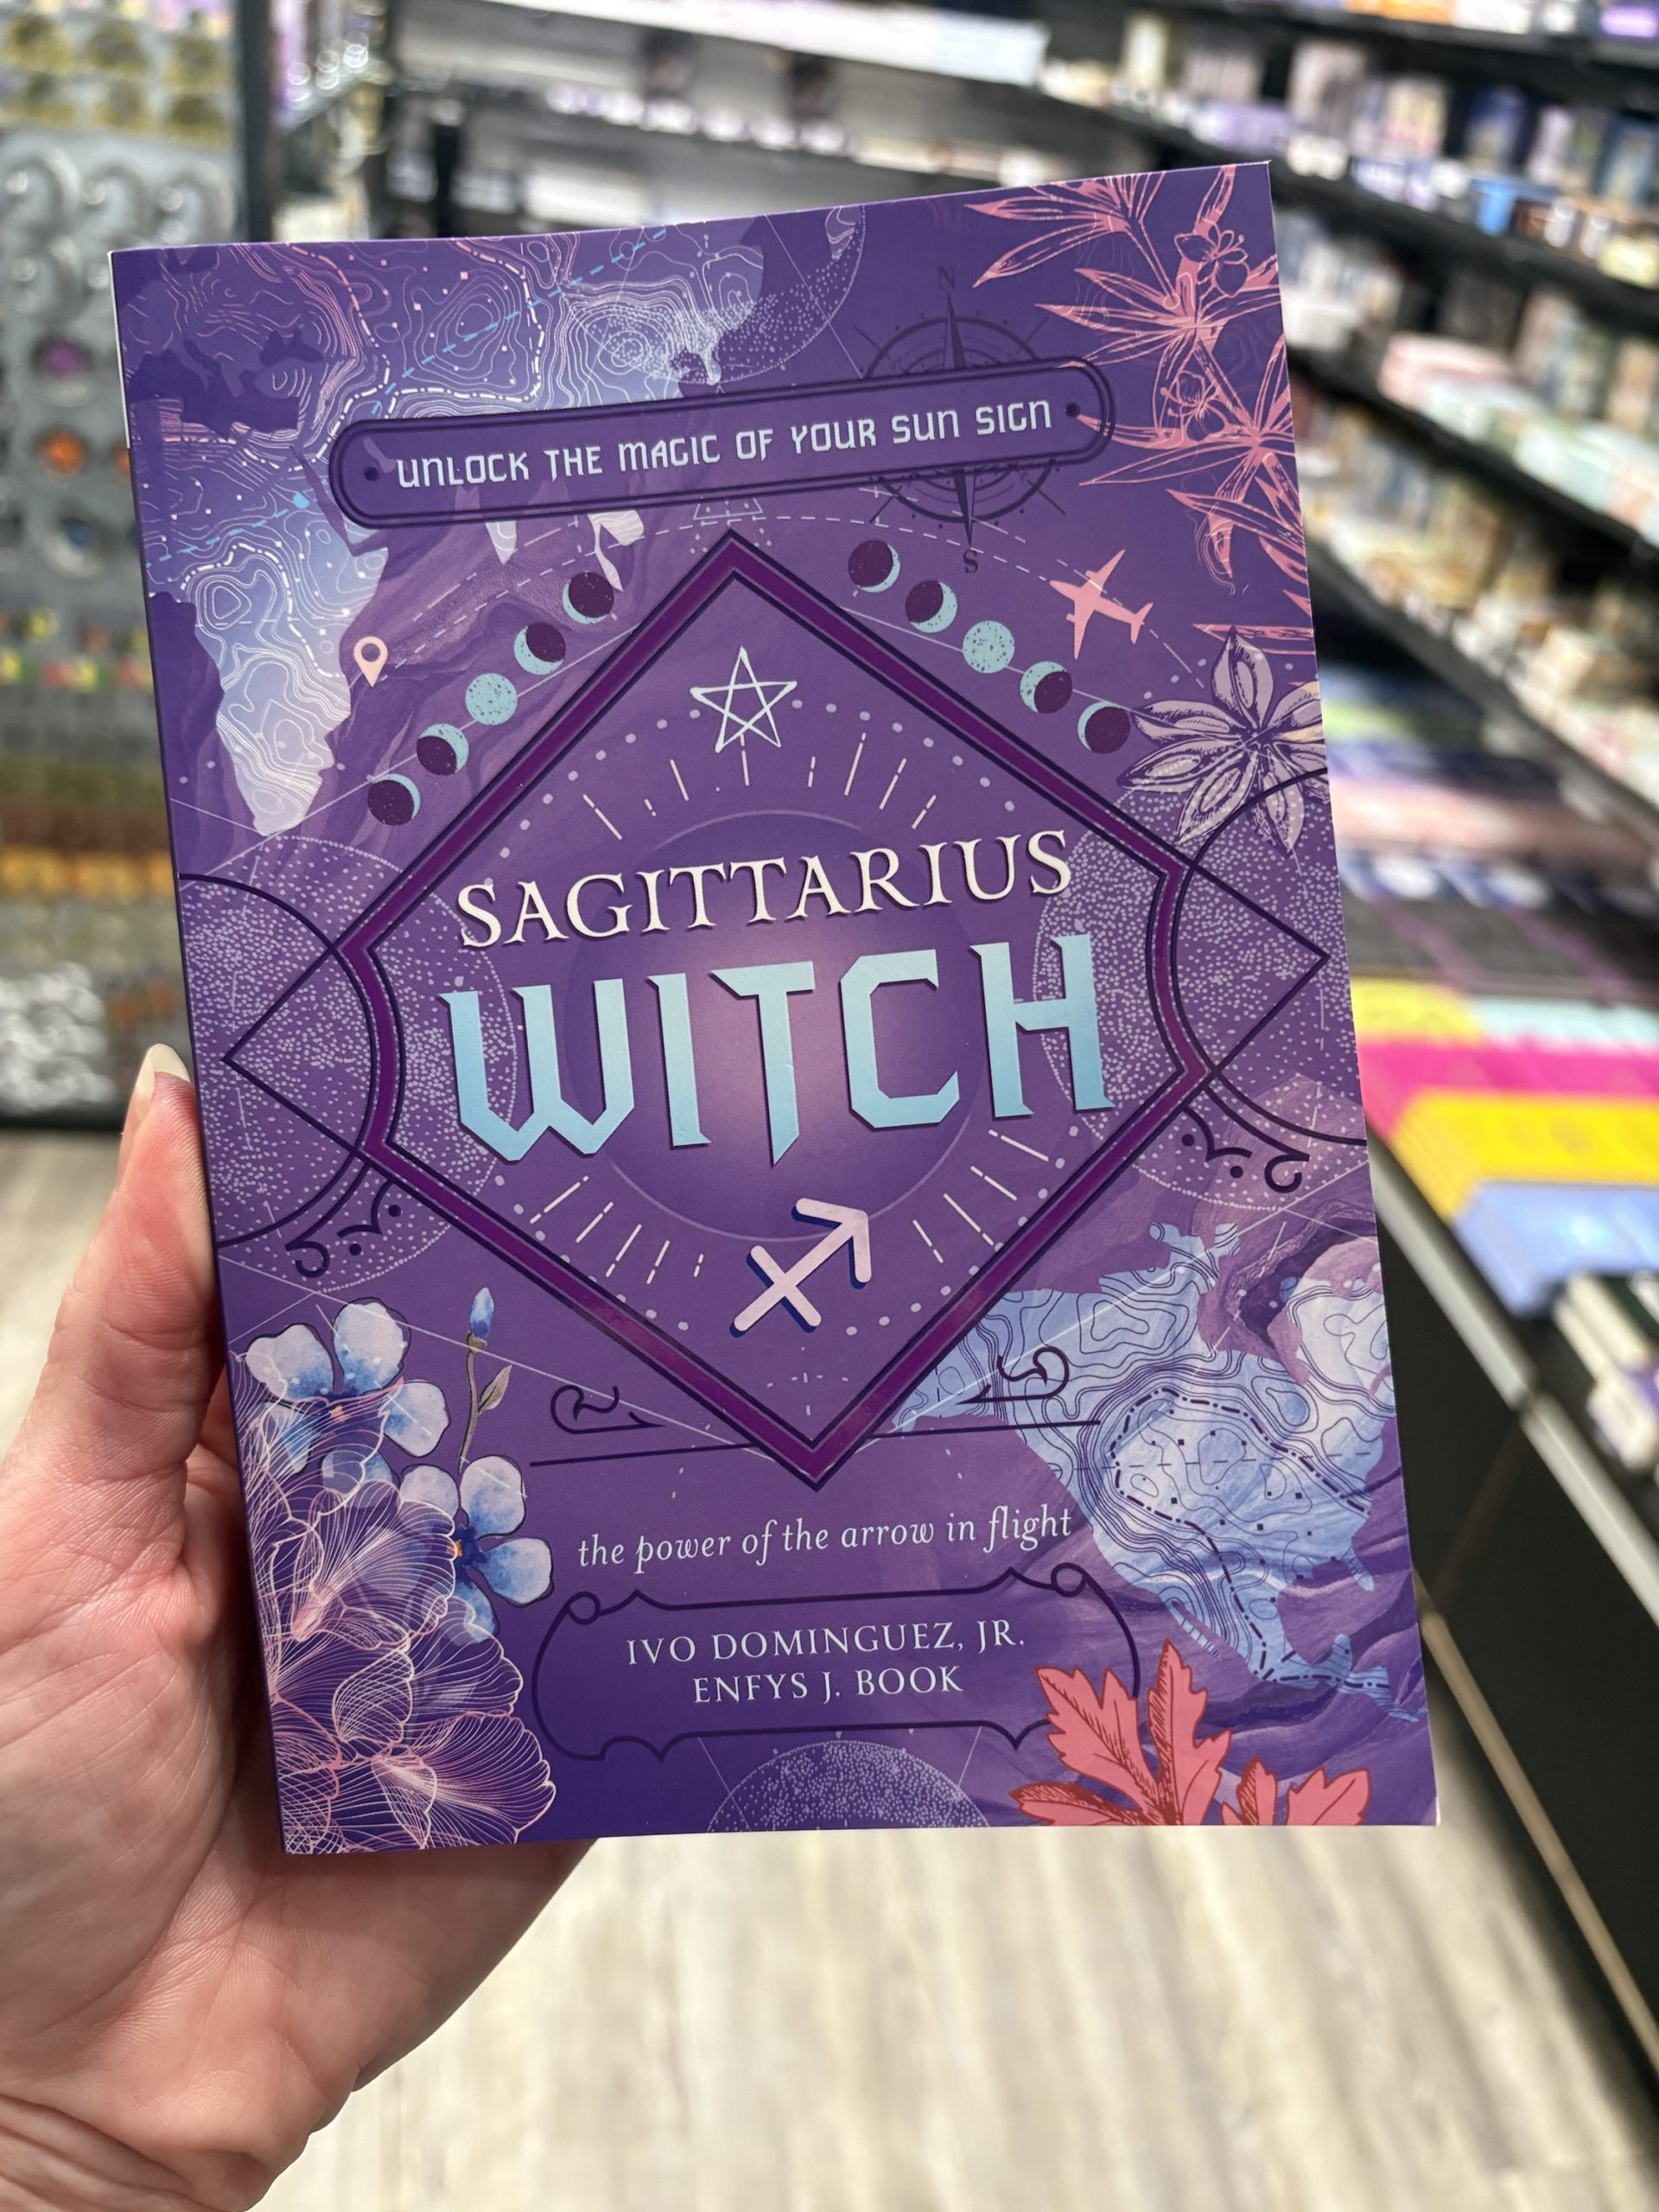 N
UNLOCK THE MAGIC OF YOUR SUN SIGN
S
SAGITTARIUS
WITCH
the power of the arrow in flight
IVO DOMINGUEZ, JR.
ENFYS J. BOOK